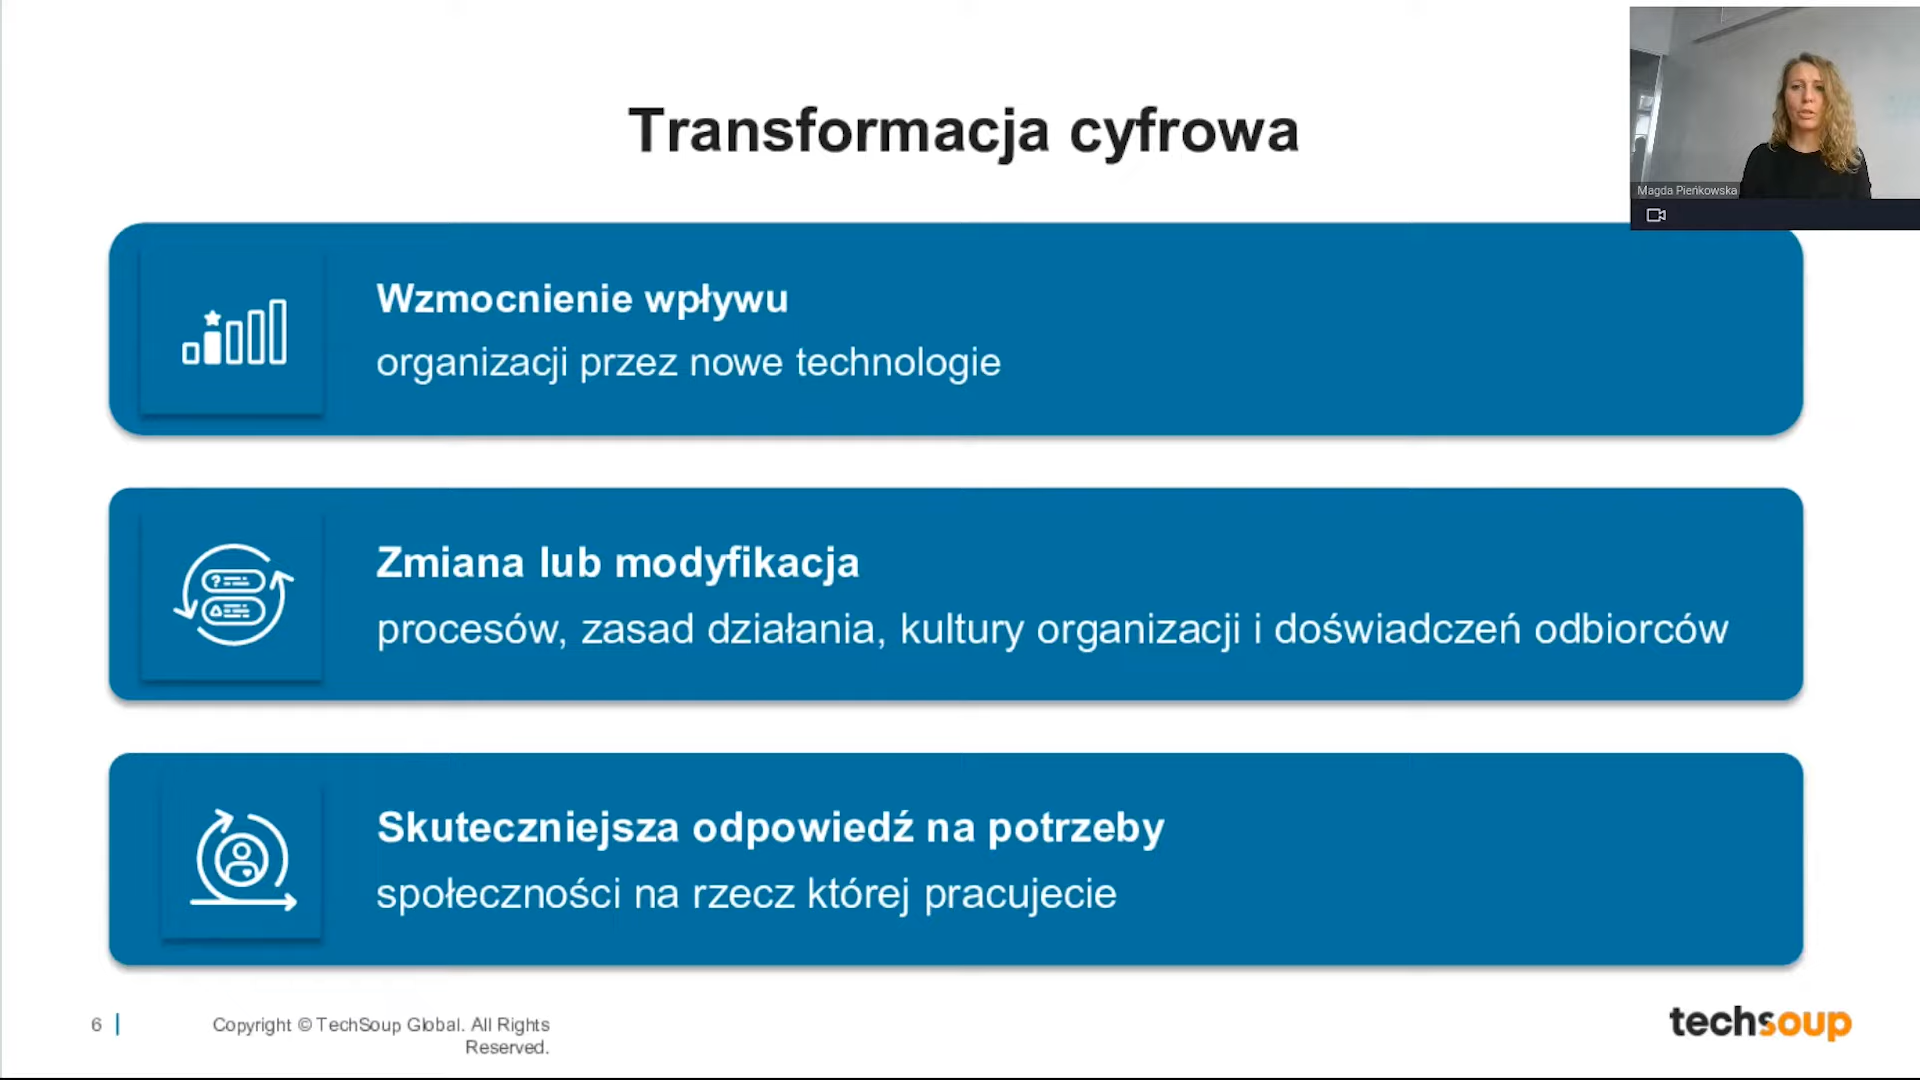 Transformacja cyfrowa
Magda Pieńkowska
Wzmocnienie wpływu
organizacji przez nowe technologie
Zmiana lub modyfikacja
procesów, zasad działania, kultury organizacji i doświadczeń odbiorców
Skuteczniejsza odpowiedź na potrzeby
społeczności na rzecz której pracujecie
6
Copyright © TechSoup Global. All Rights
Reserved.
techsoup